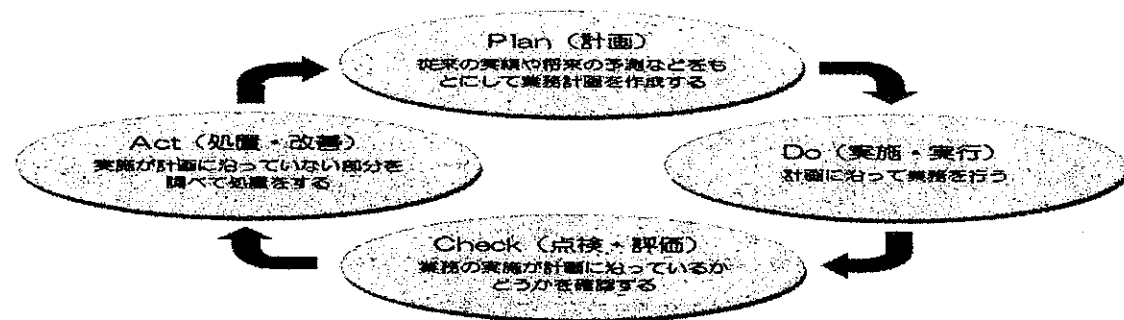 Plan（計画）
従来の実績や将来の予測などをも
とにして業務計画を作成する
Act（処置・改善）
実施が計画に沿っていない部分を
調べて処置をする
Do（実施・実行）
計画に沿って業務を行う
Check（点検・評価）
業務の実施が計画に沿っているか
どうかを確認する